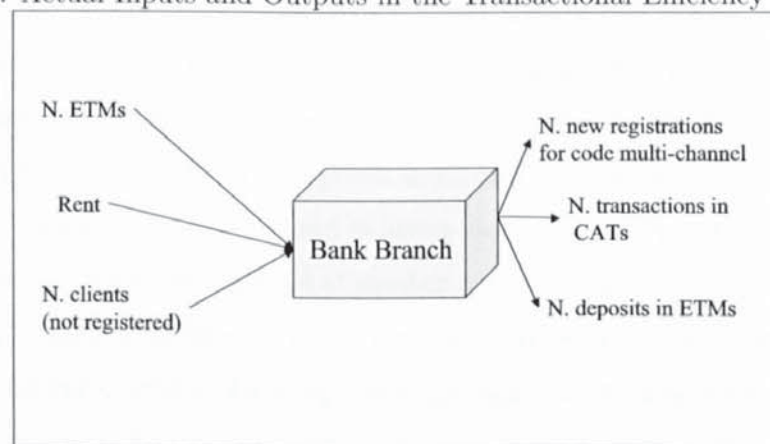 Actual Inputs and Outputs in the Transactional Efficiency
N. ETMs
Rent
N. clients
(not registered)
Bank Branch
N. new registrations
for code multi-channel
N. transactions in
CATs
N. deposits in ETMs